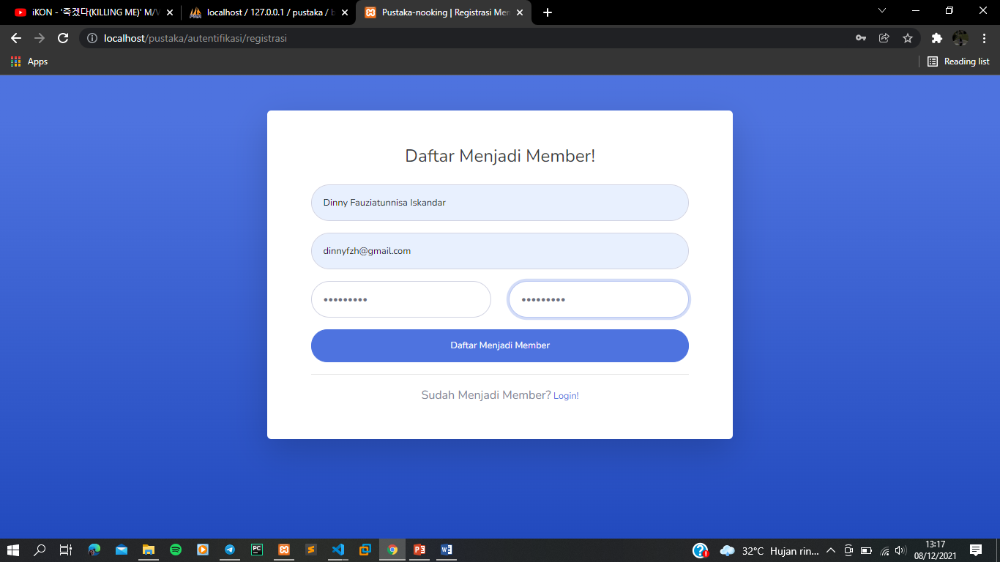 iKON - '죽겠다(KILLING ME)' M/V
localhost / 127.0.0.1 / pustaka / b
Pustaka-nooking | Registrasi Mem
localhost/pustaka/autentifikasi/registrasi
Apps
Reading list
Daftar Menjadi Member!
Dinny Fauziatunnisa Iskandar
dinnyfzh@gmail.com
•••••••••
•••••••••
Daftar Menjadi Member
Sudah Menjadi Member? Login!
32°C Hujan rin...
13:17
08/12/2021